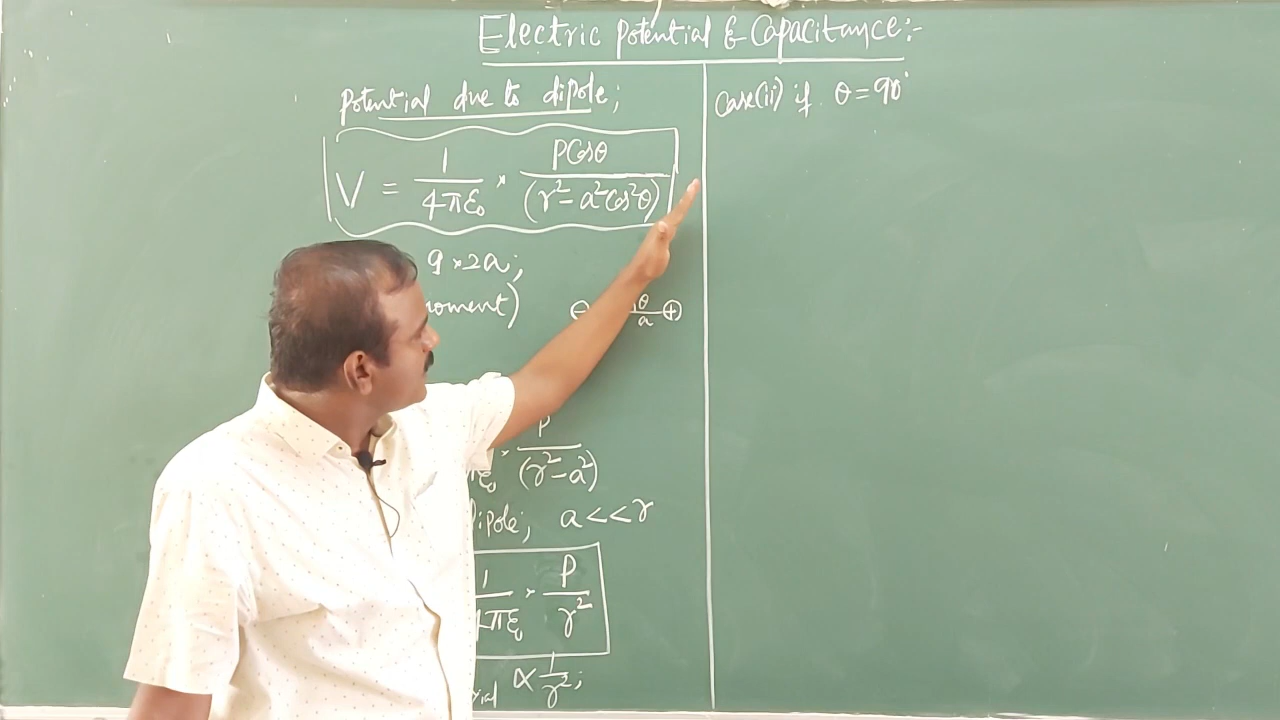 Electric Potential & Capacitance:-
Potential due to dipole;
V = 1/4πε₀ × PCosθ/(r²- a²Cos²θ)
q×2a;
moment)
⊖ θ a ⊕
P/(r²-a²)
dipole; a<<r
1/4πε₀ × P/r²
∝ 1/r²;
Case(ii) if θ = 90°